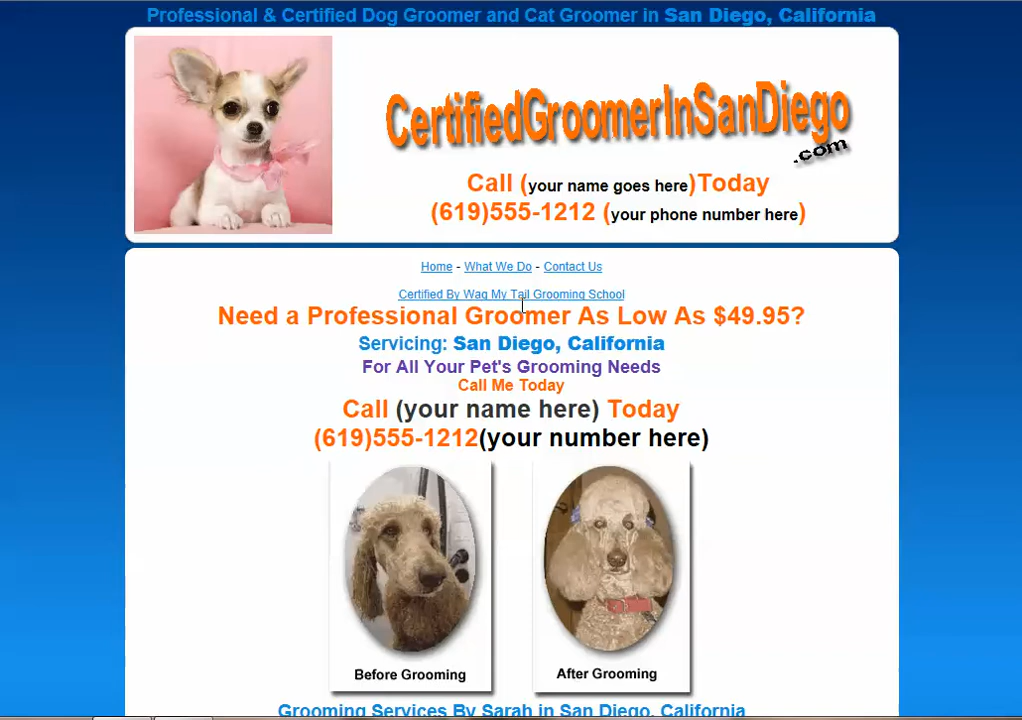 Professional & Certified Dog Groomer and Cat Groomer in San Diego, California
CertifiedGroomerInSanDiego
.com
Call (your name goes here)Today
(619)555-1212 (your phone number here)
Home - What We Do - Contact Us
Certified By Wag My Tail Grooming School
Need a Professional Groomer As Low As $49.95?
Servicing: San Diego, California
For All Your Pet's Grooming Needs
Call Me Today
Call (your name here) Today
(619)555-1212(your number here)
Before Grooming
After Grooming
Grooming Services By Sarah in San Diego, California